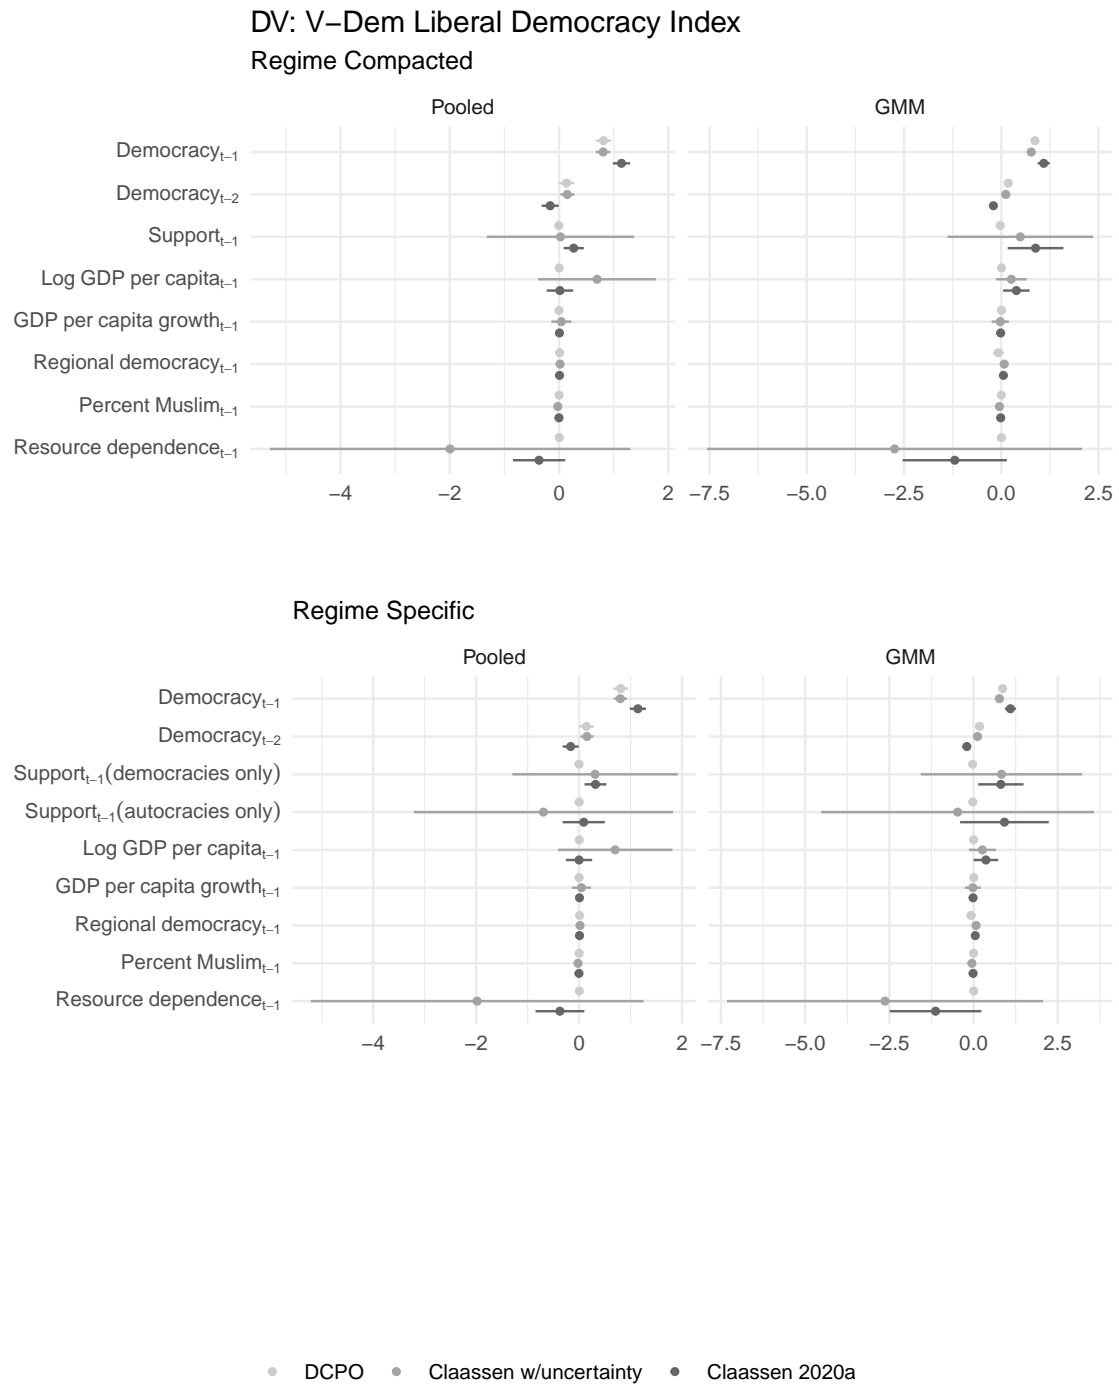 DV: V−Dem Liberal Democracy Index
Regime Compacted
Pooled GMM
Democracyt−1
Democracyt−2
Supportt−1
Log GDP per capitat−1
GDP per capita growtht−1
Regional democracyt−1
Percent Muslimt−1
Resource dependencet−1
−4 −2 0 2 −7.5 −5.0 −2.5 0.0 2.5
Regime Specific
Pooled GMM
Democracyt−1
Democracyt−2
Supportt−1(democracies only)
Supportt−1(autocracies only)
Log GDP per capitat−1
GDP per capita growtht−1
Regional democracyt−1
Percent Muslimt−1
Resource dependencet−1
−4 −2 0 2 −7.5 −5.0 −2.5 0.0 2.5
DCPO Claassen w/uncertainty Claassen 2020a